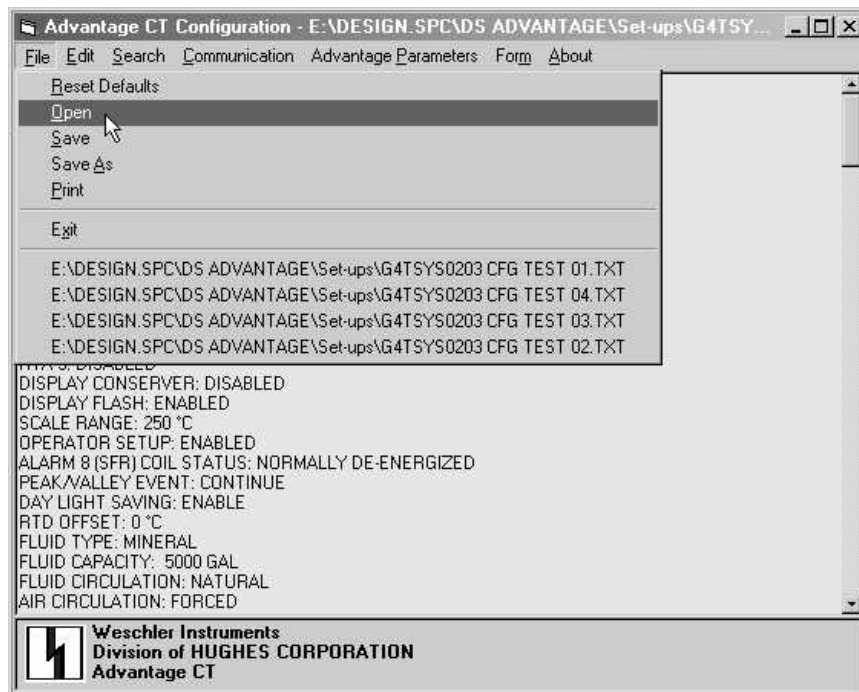 Advantage CT Configuration - E:\DESIGN.SPC\DS ADVANTAGE\Set-ups\G4TSY...
File Edit Search Communication Advantage Parameters Form About
Reset Defaults
Open
Save
Save As
Print
Exit
E:\DESIGN.SPC\DS ADVANTAGE\Set-ups\G4TSYS0203 CFG TEST 01.TXT
E:\DESIGN.SPC\DS ADVANTAGE\Set-ups\G4TSYS0203 CFG TEST 04.TXT
E:\DESIGN.SPC\DS ADVANTAGE\Set-ups\G4TSYS0203 CFG TEST 03.TXT
E:\DESIGN.SPC\DS ADVANTAGE\Set-ups\G4TSYS0203 CFG TEST 02.TXT
DISABLED
DISPLAY CONSERVER: DISABLED
DISPLAY FLASH: ENABLED
SCALE RANGE: 250 °C
OPERATOR SETUP: ENABLED
ALARM 8 (SFR) COIL STATUS: NORMALLY DE-ENERGIZED
PEAK/VALLEY EVENT: CONTINUE
DAY LIGHT SAVING: ENABLE
RTD OFFSET: 0 °C
FLUID TYPE: MINERAL
FLUID CAPACITY: 5000 GAL
FLUID CIRCULATION: NATURAL
AIR CIRCULATION: FORCED
Weschler Instruments
Division of HUGHES CORPORATION
Advantage CT